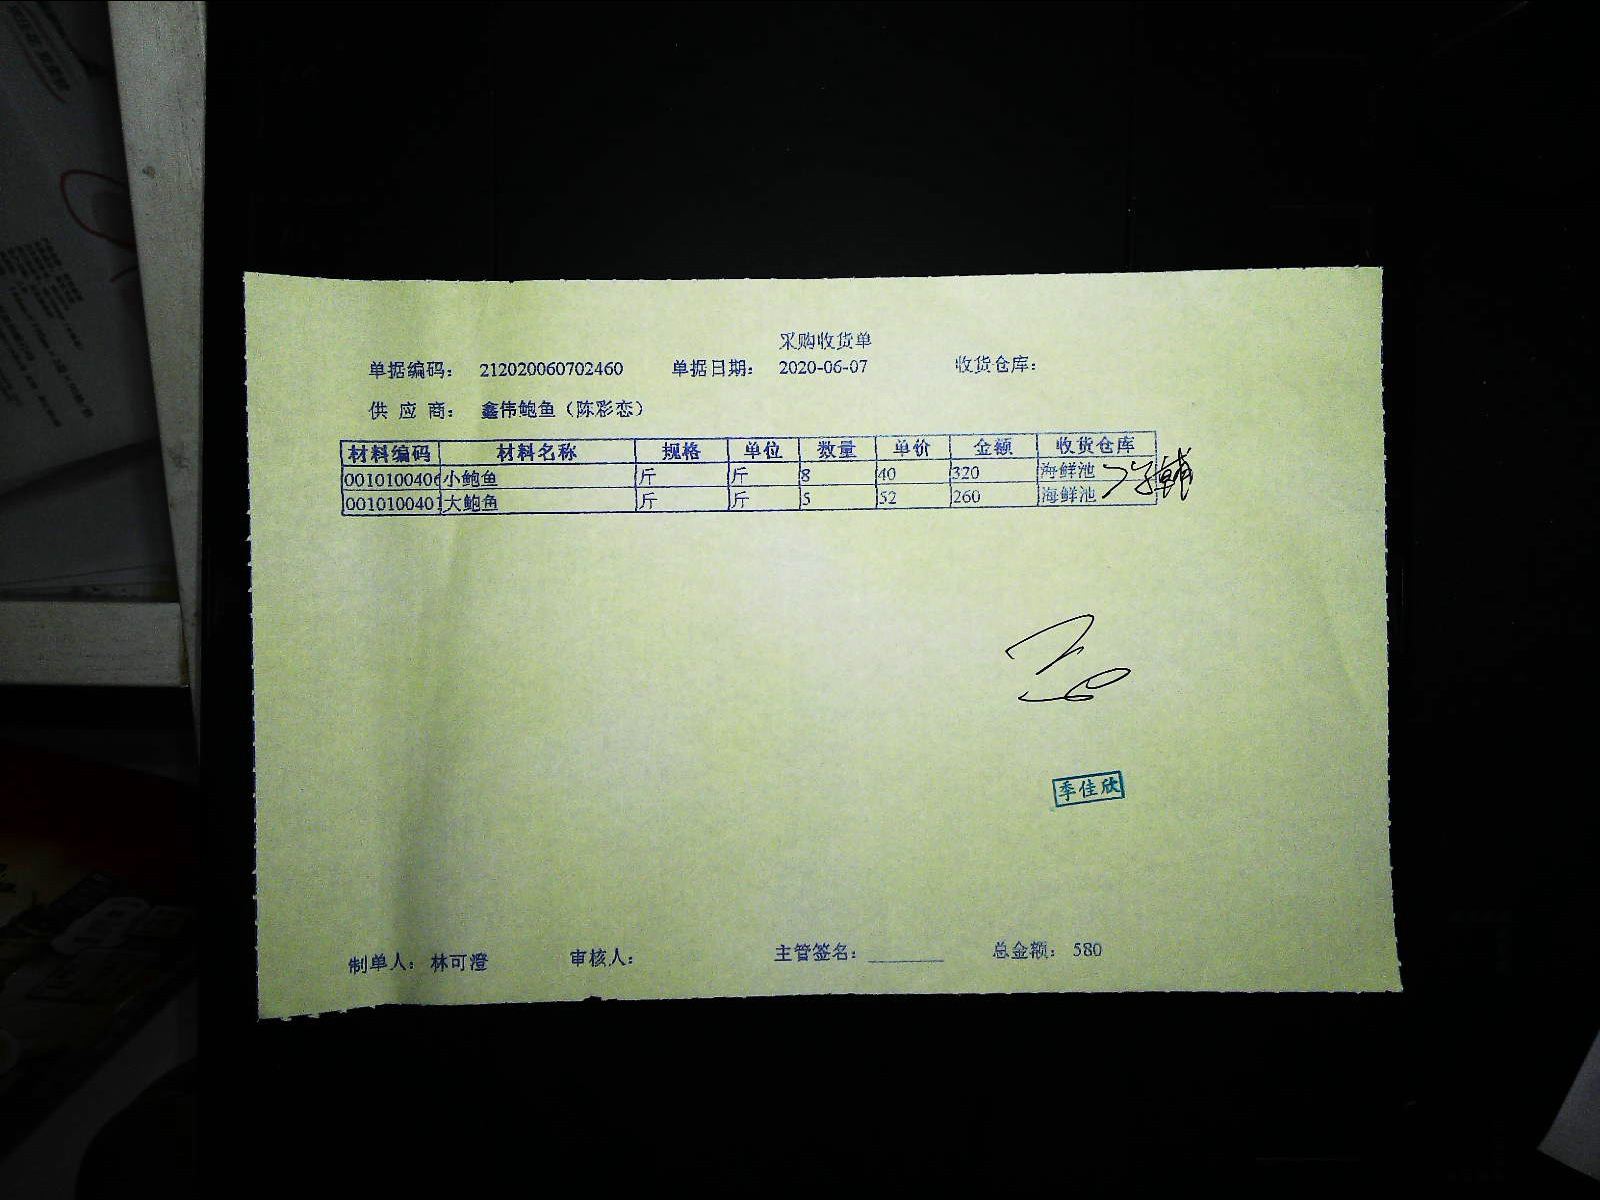 采购收货单
单据编码： 212020060702460 单据日期： 2020-06-07 收货仓库：
供 应 商： 鑫伟鲍鱼（陈彩恋）
材料编码 材料名称 规格 单位 数量 单价 金额 收货仓库
0010100406 小鲍鱼 斤 斤 8 40 320 海鲜池
0010100401 大鲍鱼 斤 斤 5 52 260 海鲜池
季佳欣
制单人： 林可澄 审核人： 主管签名：________ 总金额： 580